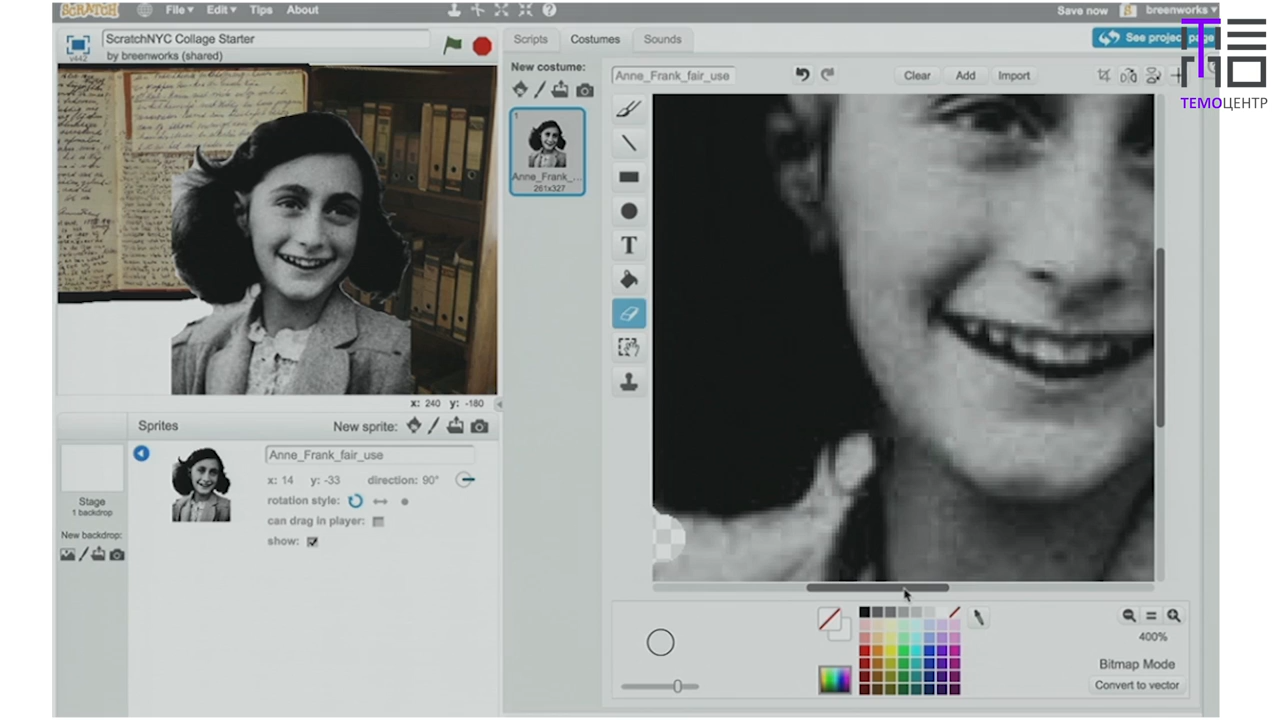 SCRATCH File▾ Edit▾ Tips About Save now breenworks▾
ScratchNYC Collage Starter
by breenworks (shared)
v442
Scripts Costumes Sounds See project page
ТЕМОЦЕНТР
New costume:
Anne_Frank_fair_use Clear Add Import
1
Anne_Frank_...
261x327
T
x: 240 y: -180
Sprites New sprite:
Anne_Frank_fair_use
x: 14 y: -33 direction: 90°
rotation style:
can drag in player:
show:
Stage
1 backdrop
New backdrop:
400%
Bitmap Mode
Convert to vector